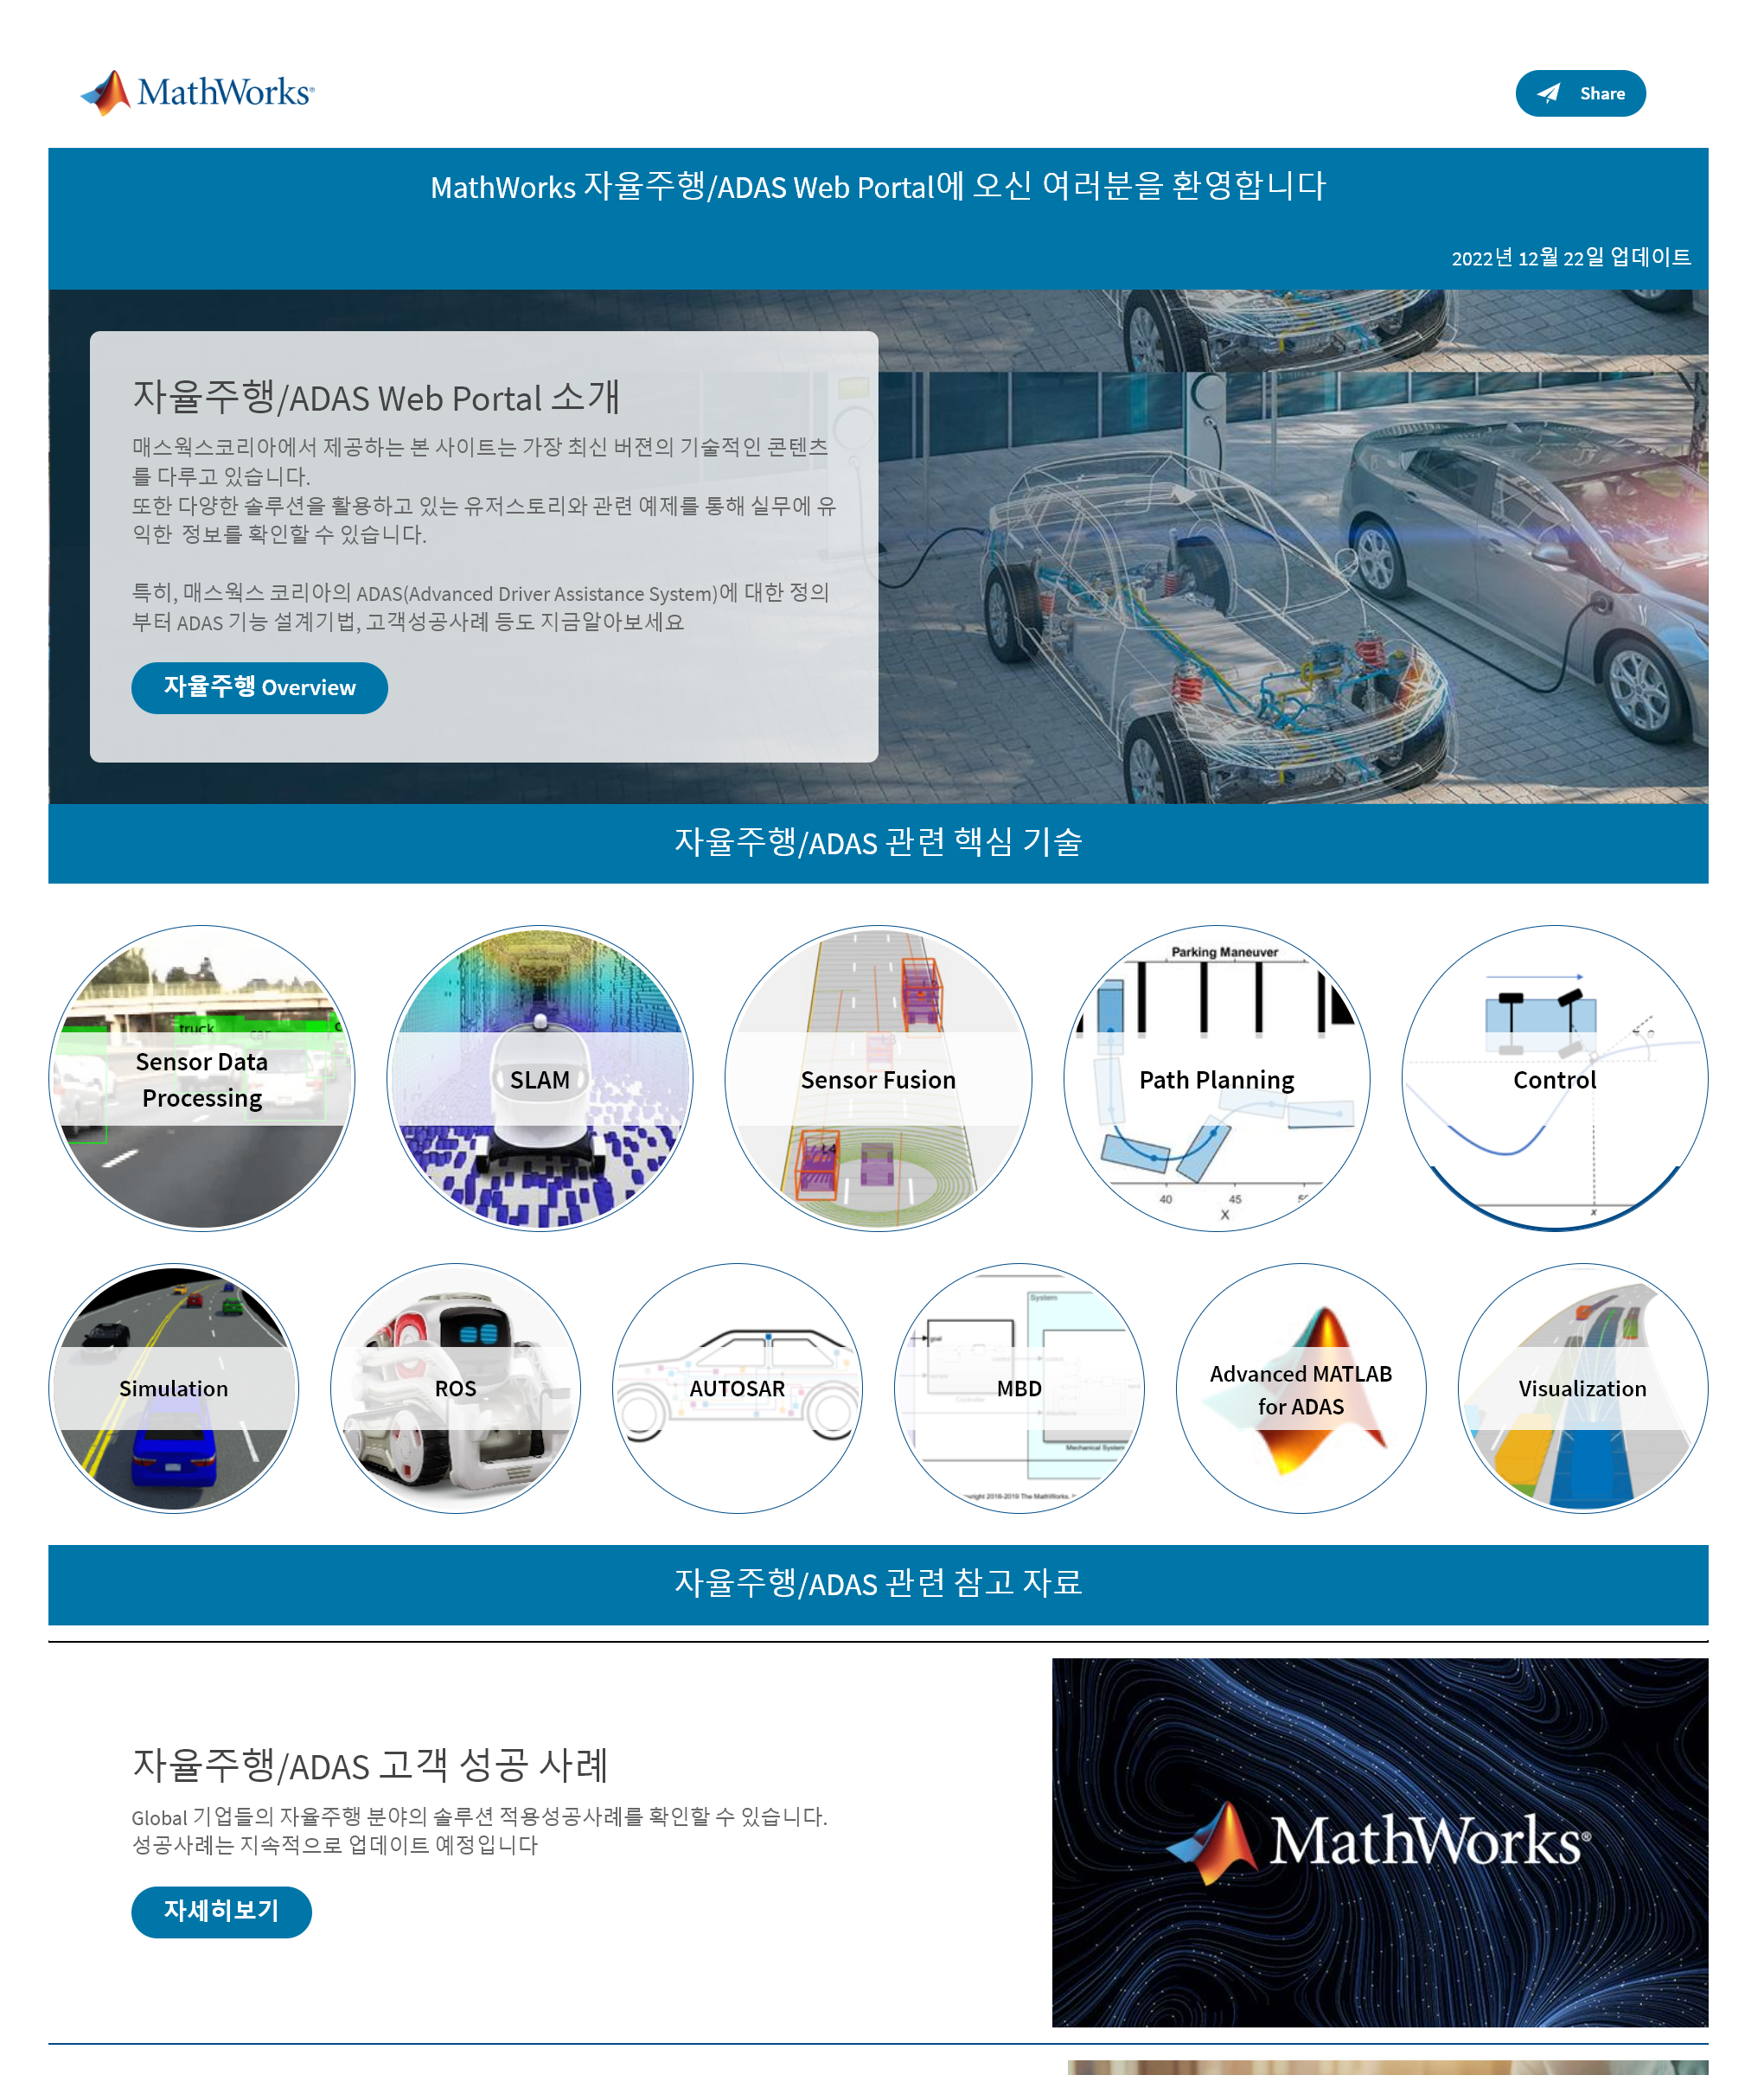 MathWorks®
Share
MathWorks 자율주행/ADAS Web Portal에 오신 여러분을 환영합니다
2022년 12월 22일 업데이트
자율주행/ADAS Web Portal 소개
매스웍스코리아에서 제공하는 본 사이트는 가장 최신 버젼의 기술적인 콘텐츠
를 다루고 있습니다.
또한 다양한 솔루션을 활용하고 있는 유저스토리와 관련 예제를 통해 실무에 유
익한 정보를 확인할 수 있습니다.
특히, 매스웍스 코리아의 ADAS(Advanced Driver Assistance System)에 대한 정의
부터 ADAS 기능 설계기법, 고객성공사례 등도 지금알아보세요
자율주행 Overview
자율주행/ADAS 관련 핵심 기술
truck
car
Sensor Data
Processing
SLAM
Sensor Fusion
L4
Parking Maneuver
Path Planning
40 45
X
Control
x
Simulation
ROS
AUTOSAR
System
goal
MBD
Controller
Mechanical System
2018-2019 The MathWorks,
Advanced MATLAB
for ADAS
Visualization
자율주행/ADAS 관련 참고 자료
자율주행/ADAS 고객 성공 사례
Global 기업들의 자율주행 분야의 솔루션 적용성공사례를 확인할 수 있습니다.
성공사례는 지속적으로 업데이트 예정입니다
자세히보기
MathWorks®